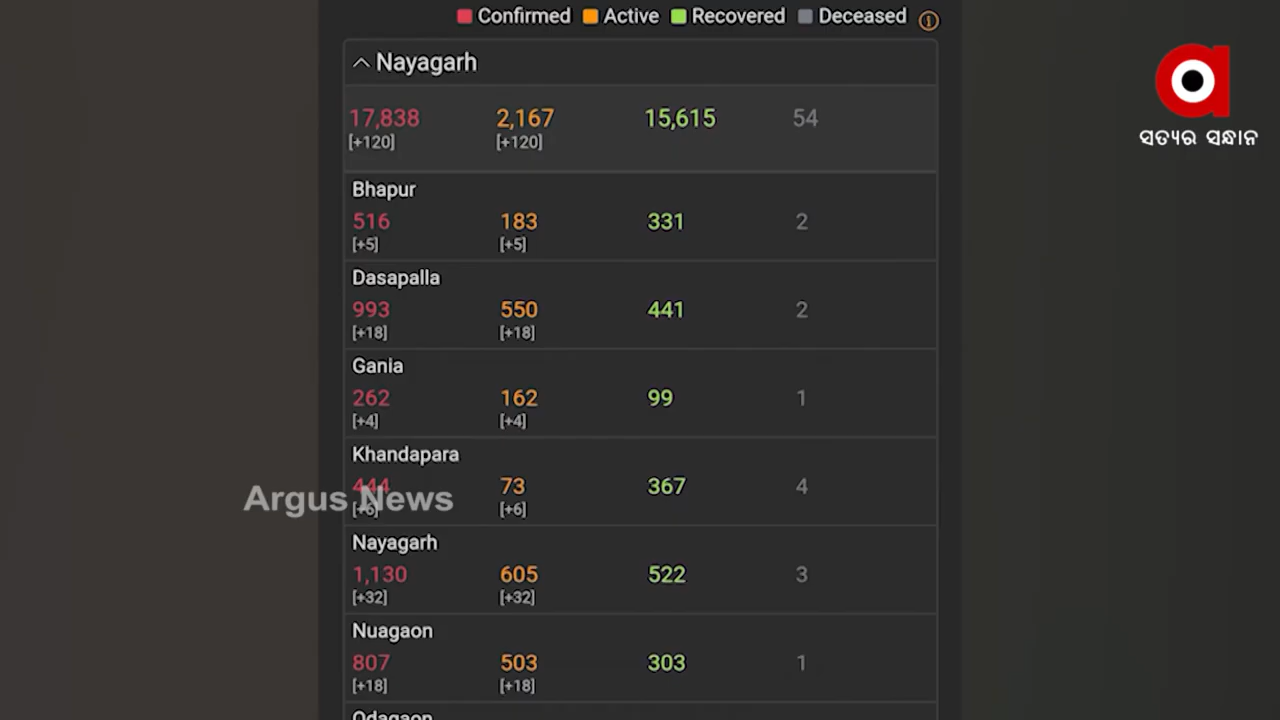 Confirmed Active Recovered Deceased
Nayagarh
17,838 2,167 15,615 54
[+120] [+120]
ସତ୍ୟର ସନ୍ଧାନ
Bhapur
516 183 331 2
[+5] [+5]
Dasapalla
993 550 441 2
[+18] [+18]
Gania
262 162 99 1
[+4] [+4]
Khandapara
444 73 367 4
[+6] [+6]
Argus News
Nayagarh
1,130 605 522 3
[+32] [+32]
Nuagaon
807 503 303 1
[+18] [+18]
Odagaon